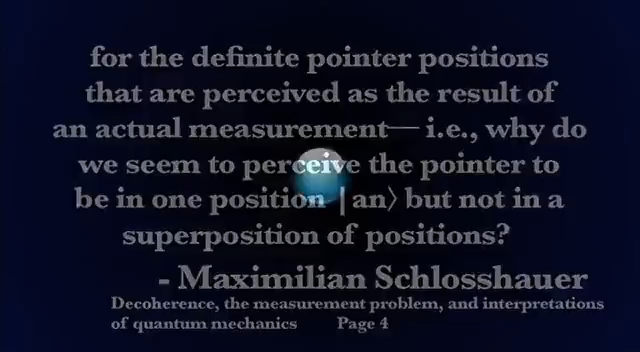 for the definite pointer positions
that are perceived as the result of
an actual measurement— i.e., why do
we seem to perceive the pointer to
be in one position |an⟩ but not in a
superposition of positions?
- Maximilian Schlosshauer
Decoherence, the measurement problem, and interpretations
of quantum mechanics Page 4